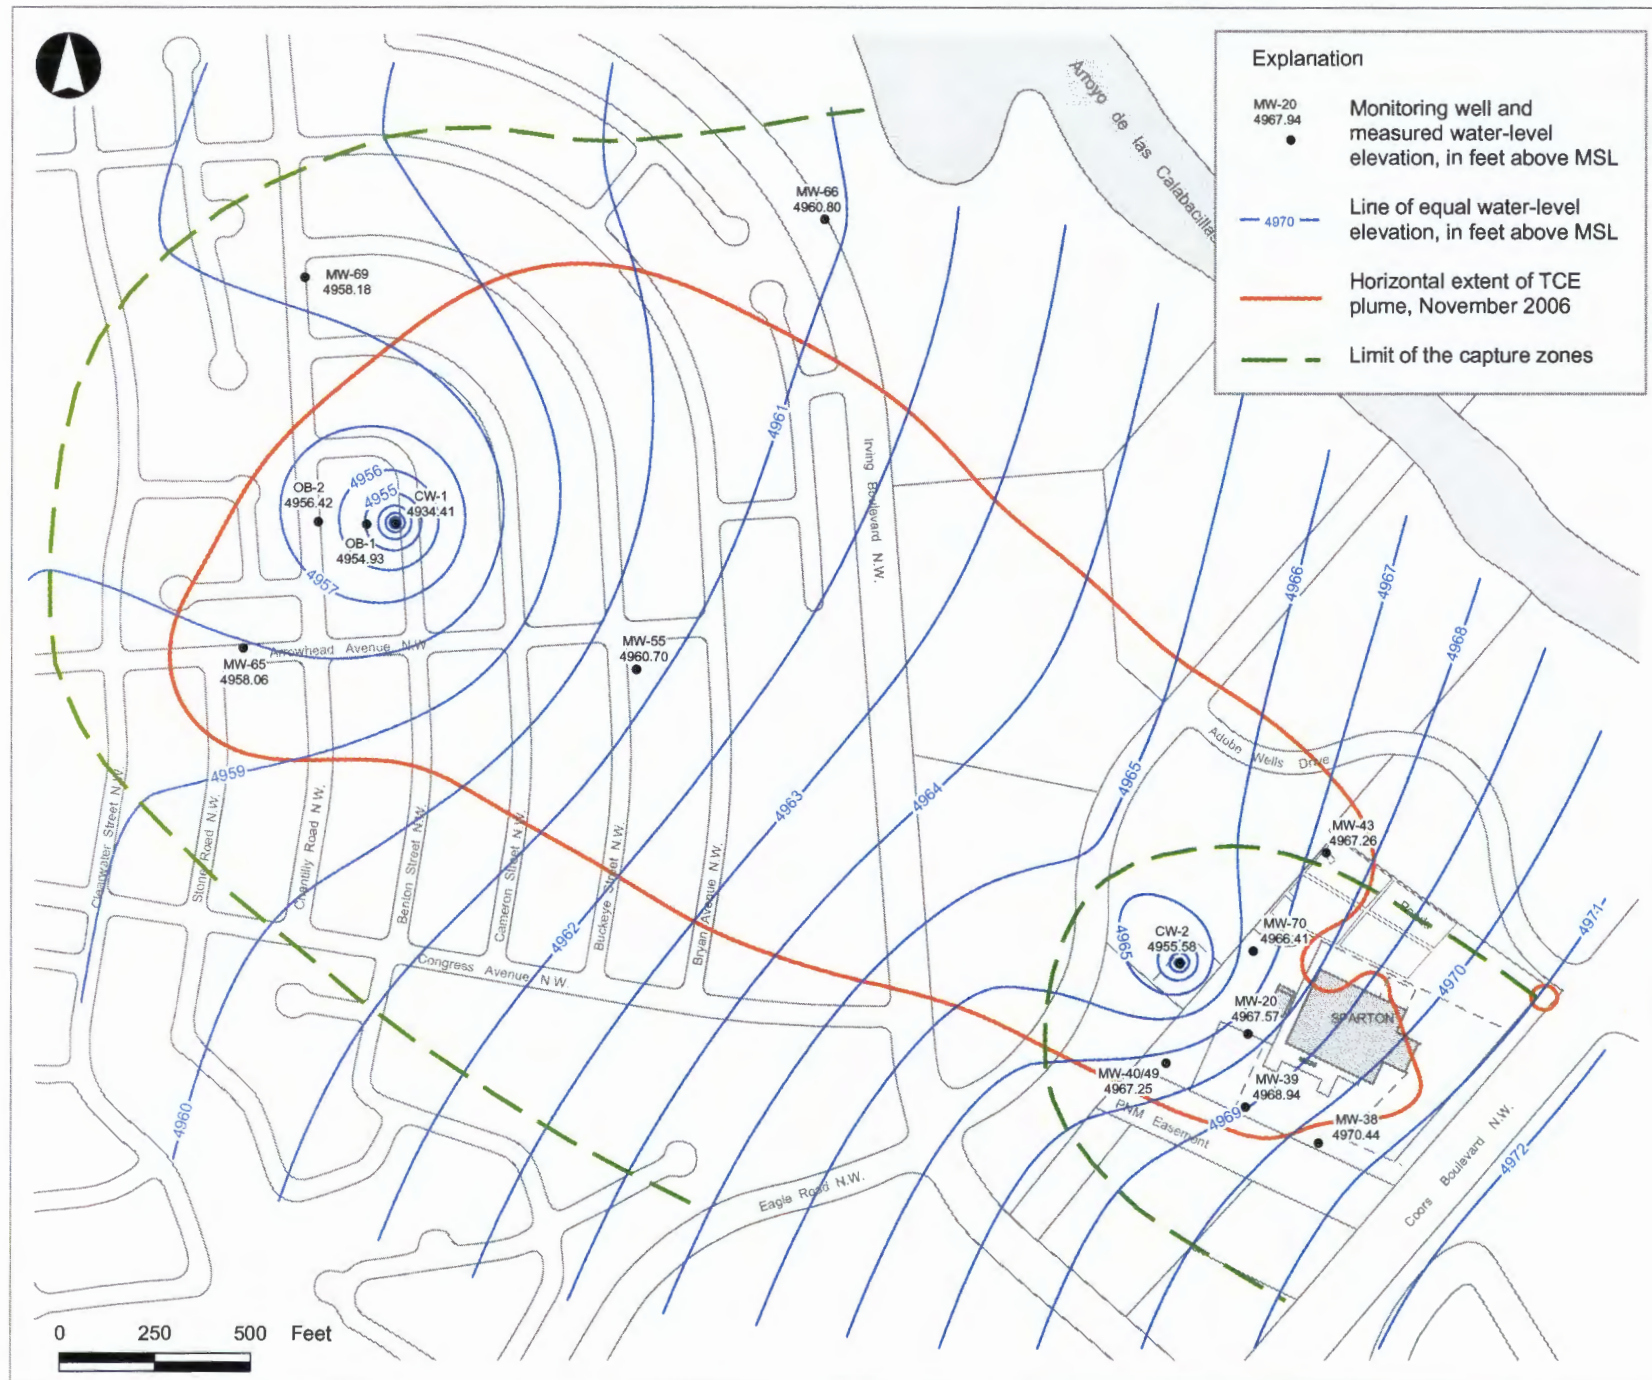 Explanation
MW-20
4967.94
Monitoring well and
measured water-level
elevation, in feet above MSL
4970
Line of equal water-level
elevation, in feet above MSL
Horizontal extent of TCE
plume, November 2006
Limit of the capture zones
Arroyo de las Calabacillas
MW-66
4960.80
MW-69
4958.18
4961
Irving Boulevard N.W.
4956
4955
OB-2
4956.42
CW-1
4934.41
OB-1
4954.93
4957
4966
4967
4968
Arrowhead Avenue N.W
MW-65
4958.06
MW-55
4960.70
Adobe Wells Drive
4959
4963
4964
4965
Clearwater Street N.W.
Stone Road N.W.
Chantilly Road N.W.
Benton Street N.W.
Cameron Street N.W.
Buckeye Street N.W.
Bryan Avenue N.W.
MW-43
4967.26
4962
Congress Avenue N.W.
4965
CW-2
4955.58
MW-70
4966.41
4971
4970
MW-20
4967.57
SPARTON
MW-40/49
4967.25
MW-39
4968.94
4969
MW-38
4970.44
PNM Easement
4960
Coors Boulevard N.W.
4972
Eagle Road N.W.
0 250 500 Feet